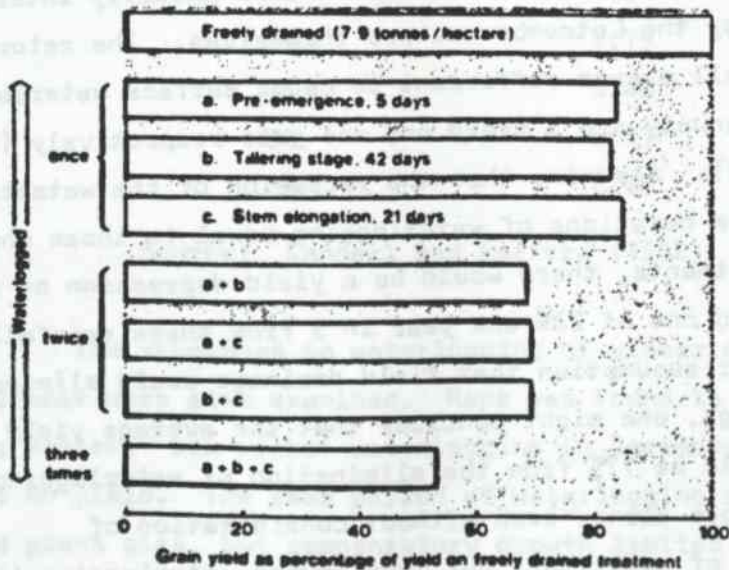 Freely drained (7·9 tonnes/hectare)
a. Pre-emergence, 5 days
b. Tillering stage, 42 days
c. Stem elongation, 21 days
once
Waterlogged
a + b
twice
a + c
b + c
three
times
a + b + c
0 20 40 60 80 100
Grain yield as percentage of yield on freely drained treatment